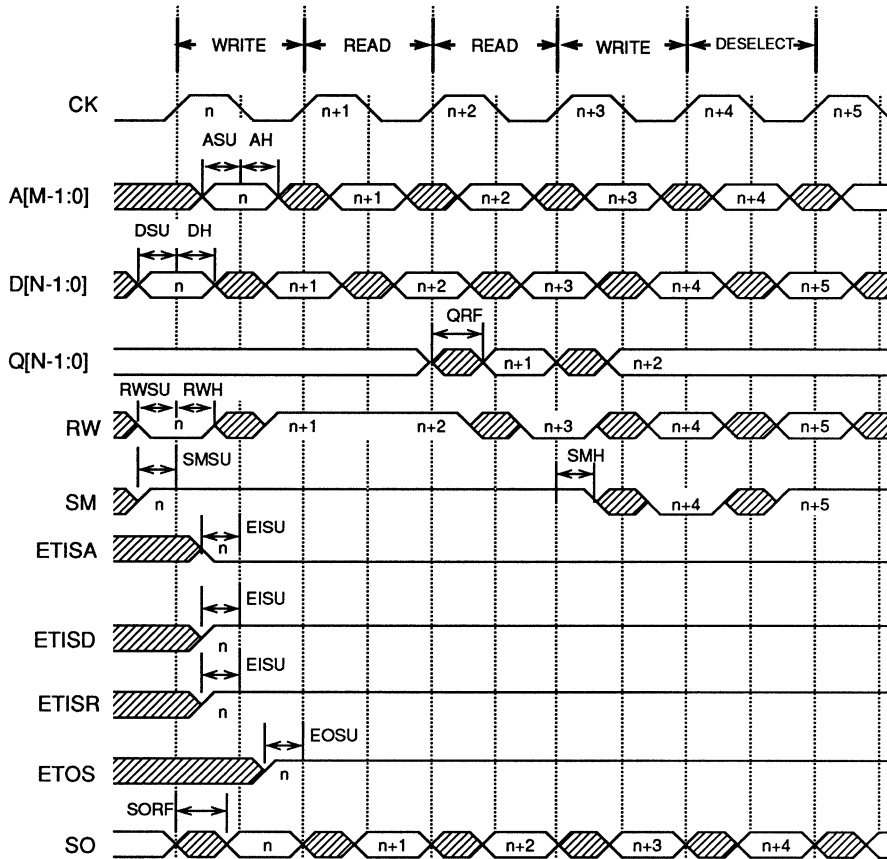 WRITE READ READ WRITE DESELECT
CK n n+1 n+2 n+3 n+4 n+5
ASU AH
A[M-1:0] n n+1 n+2 n+3 n+4
DSU DH
D[N-1:0] n n+1 n+2 n+3 n+4 n+5
QRF
Q[N-1:0] n+1 n+2
RWSU RWH
RW n n+1 n+2 n+3 n+4 n+5
SMSU SMH
SM n n+4 n+5
EISU
ETISA n
EISU
ETISD n
EISU
ETISR n
EOSU
ETOS n
SORF
SO n n+1 n+2 n+3 n+4